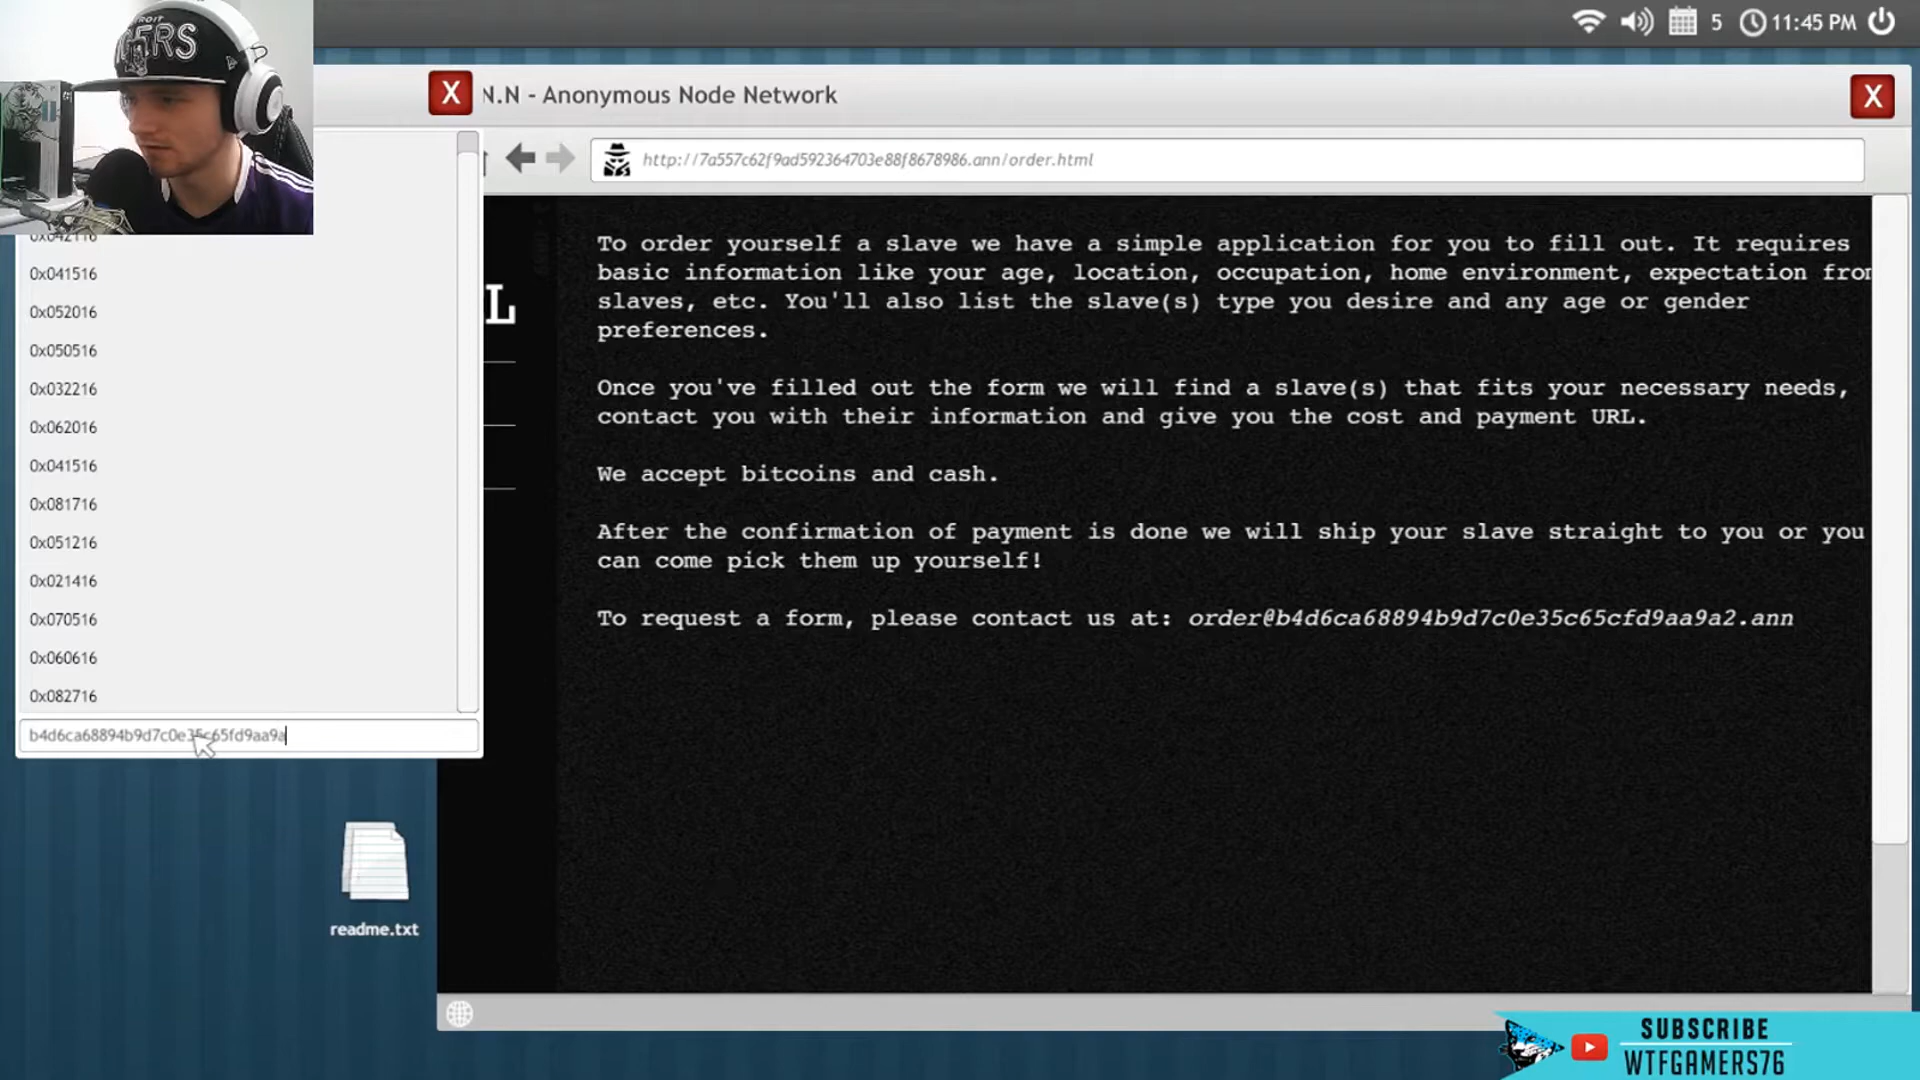 5 11:45 PM
X
N.N - Anonymous Node Network
X
http://7a557c62f9ad592364703e88f8678986.ann/order.html
0x042116
0x041516
0x052016
0x050516
0x032216
0x062016
0x041516
0x081716
0x051216
0x021416
0x070516
0x060616
0x082716
b4d6ca68894b9d7c0e35c65fd9aa9a
L
To order yourself a slave we have a simple application for you to fill out. It requires
basic information like your age, location, occupation, home environment, expectation from
slaves, etc. You'll also list the slave(s) type you desire and any age or gender
preferences.
Once you've filled out the form we will find a slave(s) that fits your necessary needs,
contact you with their information and give you the cost and payment URL.
We accept bitcoins and cash.
After the confirmation of payment is done we will ship your slave straight to you or you
can come pick them up yourself!
To request a form, please contact us at: order@b4d6ca68894b9d7c0e35c65cfd9aa9a2.ann
readme.txt
SUBSCRIBE
WTFGAMERS76